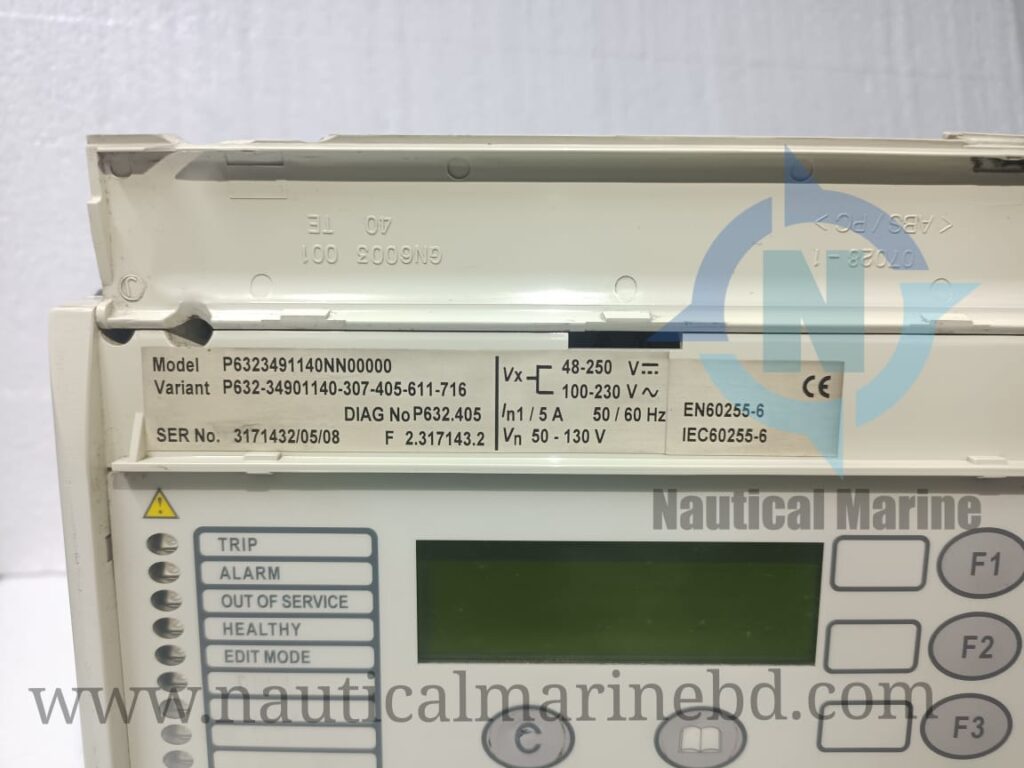 40 TE
GN6003 001
< ABS / PC >
07028-1
N
Model P6323491140NN00000
Variant P632-34901140-307-405-611-716
DIAG No P632.405
SER No. 3171432/05/08 F 2.317143.2
Vx 48-250 V
100-230 V ~
In1 / 5 A 50 / 60 Hz
Vn 50 - 130 V
CE
EN60255-6
IEC60255-6
Nautical Marine
TRIP
ALARM
OUT OF SERVICE
HEALTHY
EDIT MODE
F1
F2
F3
C
www.nauticalmarinebd.com